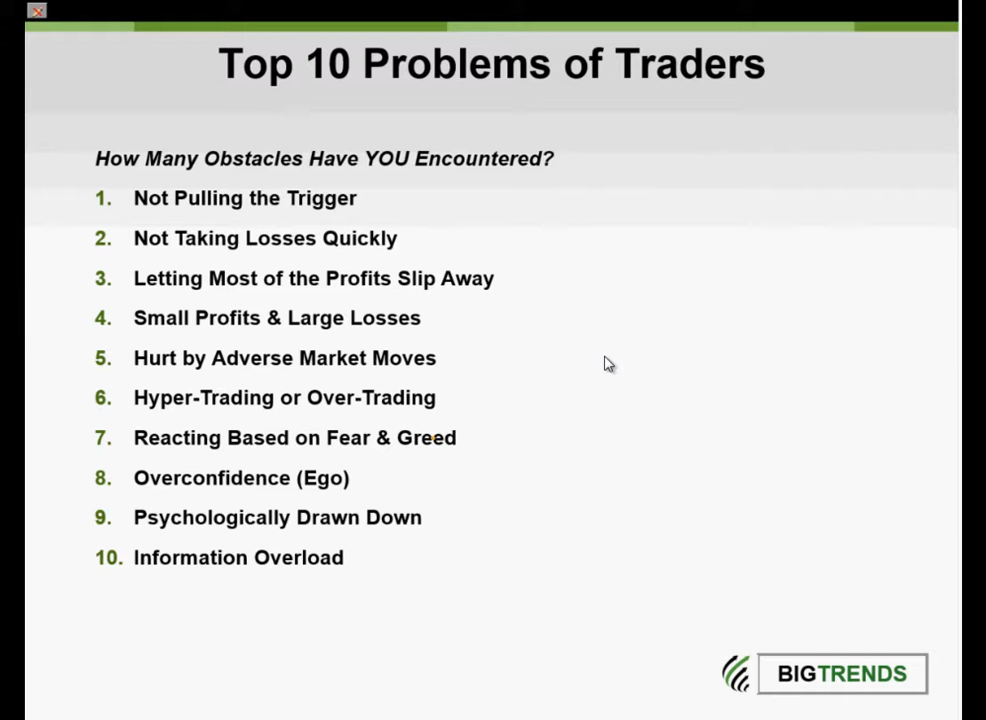 Top 10 Problems of Traders
How Many Obstacles Have YOU Encountered?
1. Not Pulling the Trigger
2. Not Taking Losses Quickly
3. Letting Most of the Profits Slip Away
4. Small Profits & Large Losses
5. Hurt by Adverse Market Moves
6. Hyper-Trading or Over-Trading
7. Reacting Based on Fear & Greed
8. Overconfidence (Ego)
9. Psychologically Drawn Down
10. Information Overload
BIGTRENDS